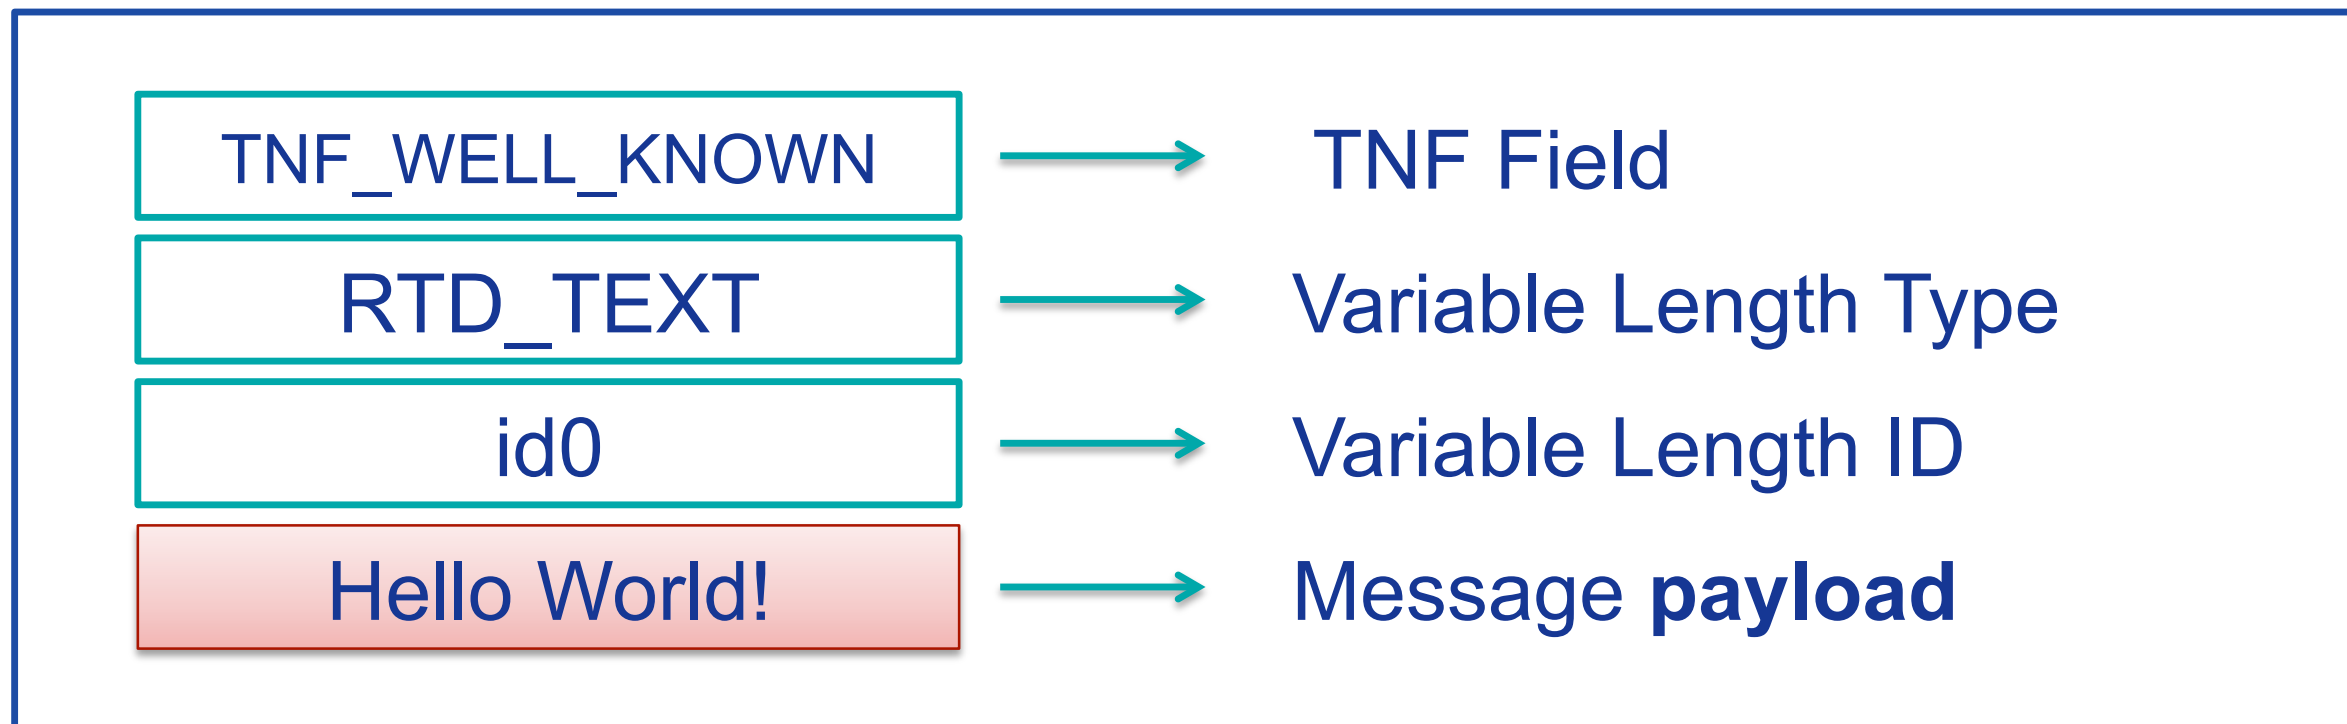 TNF_WELL_KNOWN TNF Field
RTD_TEXT Variable Length Type
id0 Variable Length ID
Hello World! Message payload